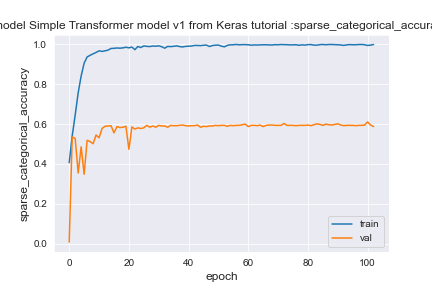 model Simple Transformer model v1 from Keras tutorial :sparse_categorical_accura
sparse_categorical_accuracy
1.0
0.8
0.6
0.4
0.2
0.0
0
20
40
60
80
100
epoch
train
val